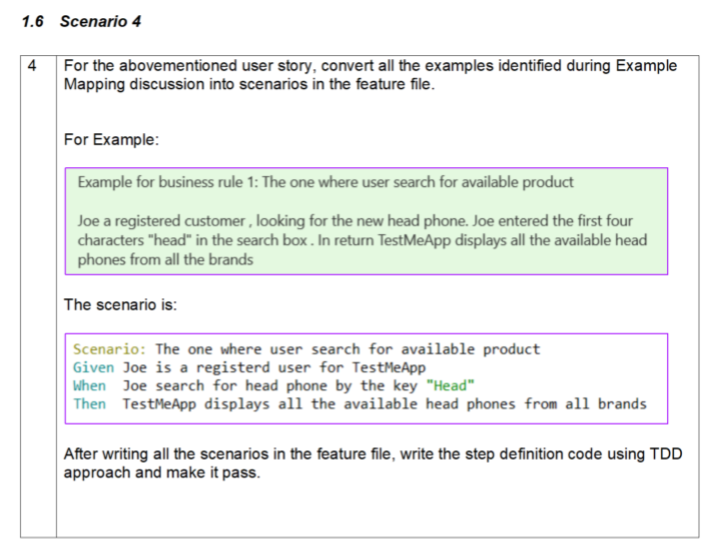 1.6 Scenario 4
4 For the abovementioned user story, convert all the examples identified during Example
Mapping discussion into scenarios in the feature file.
For Example:
Example for business rule 1: The one where user search for available product
Joe a registered customer , looking for the new head phone. Joe entered the first four
characters "head" in the search box . In return TestMeApp displays all the available head
phones from all the brands
The scenario is:
Scenario: The one where user search for available product
Given Joe is a registerd user for TestMeApp
When Joe search for head phone by the key "Head"
Then TestMeApp displays all the available head phones from all brands
After writing all the scenarios in the feature file, write the step definition code using TDD
approach and make it pass.